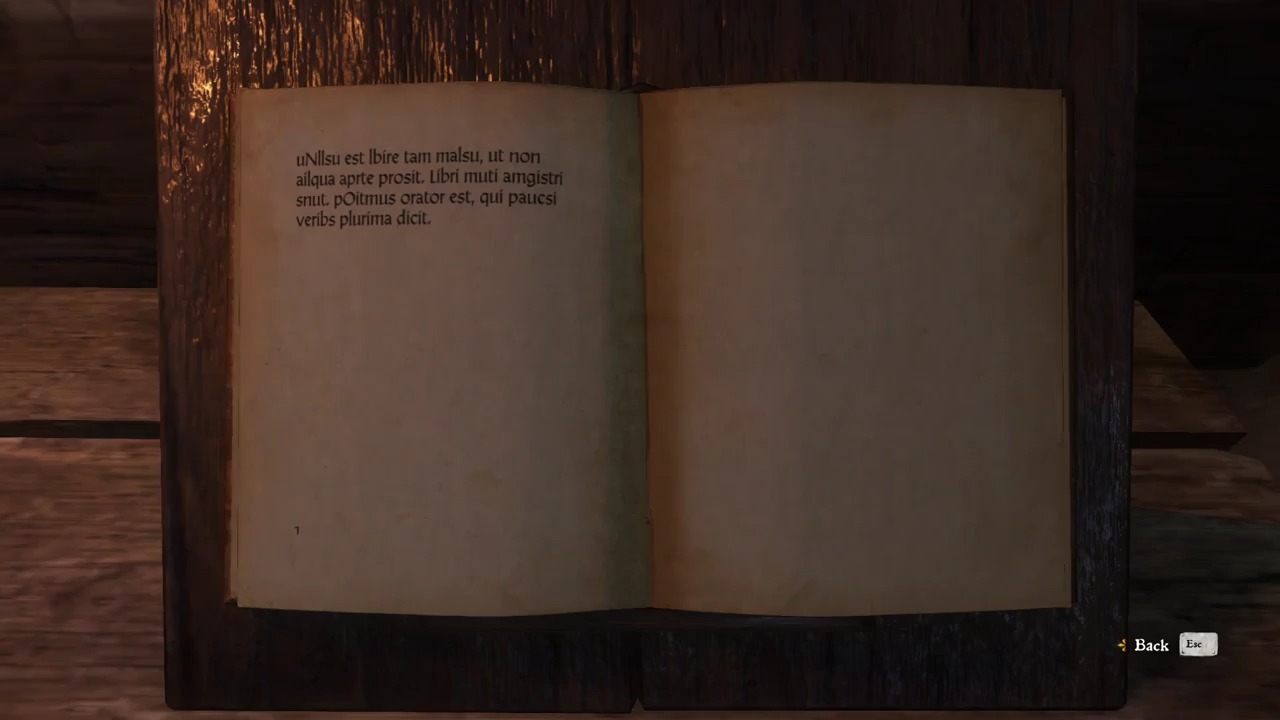 uNllsu est lbire tam malsu, ut non
ailqua aprte prosit. Libri muti amgistri
snut. pOitmus orator est, qui paucsi
veribs plurima dicit.
Back Esc